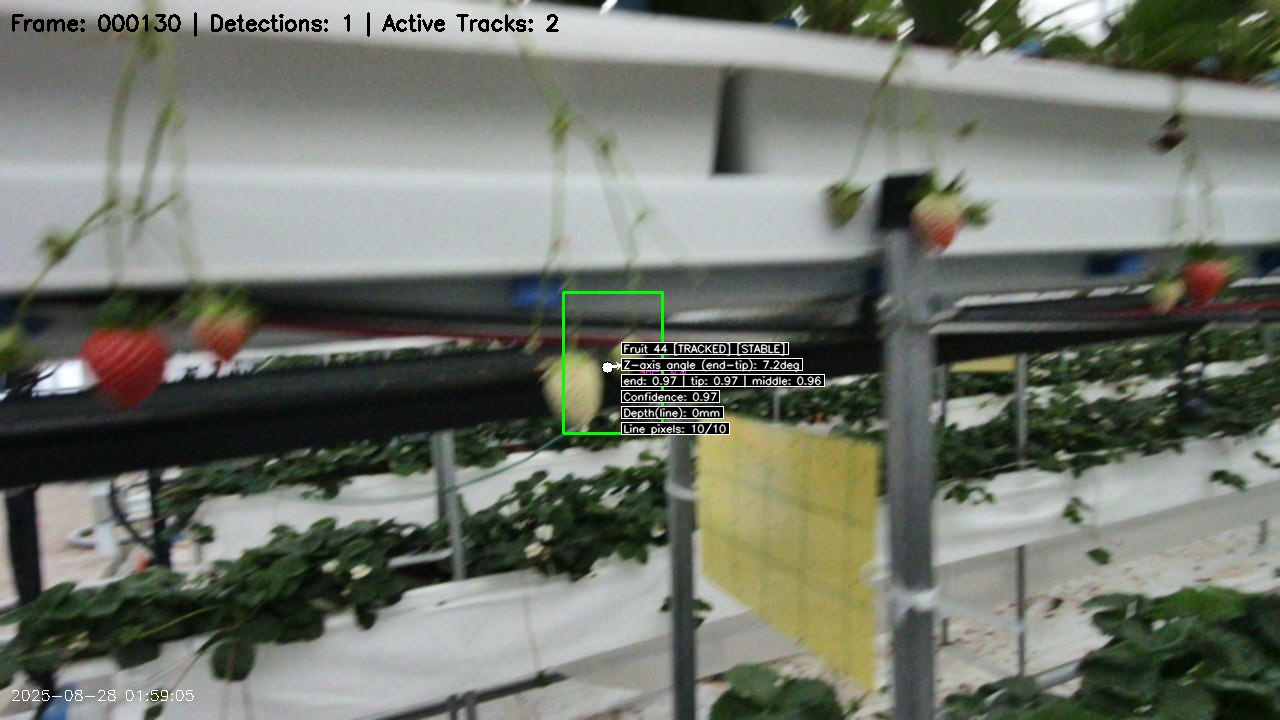 Frame: 000130 | Detections: 1 | Active Tracks: 2
Fruit 44 [TRACKED] [STABLE]
Z-axis angle (end-tip): 7.2deg
end: 0.97 | tip: 0.97 | middle: 0.96
Confidence: 0.97
Depth(line): 0mm
Line pixels: 10/10
2025-08-28 01:59:05